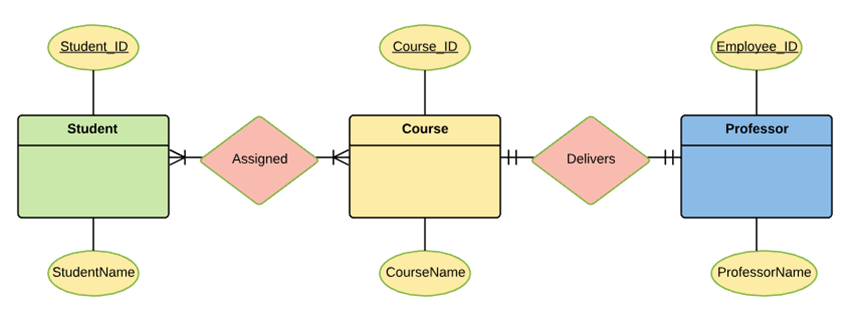 Student_ID
Course_ID
Employee_ID
Student
Course
Professor
Assigned
Delivers
StudentName
CourseName
ProfessorName